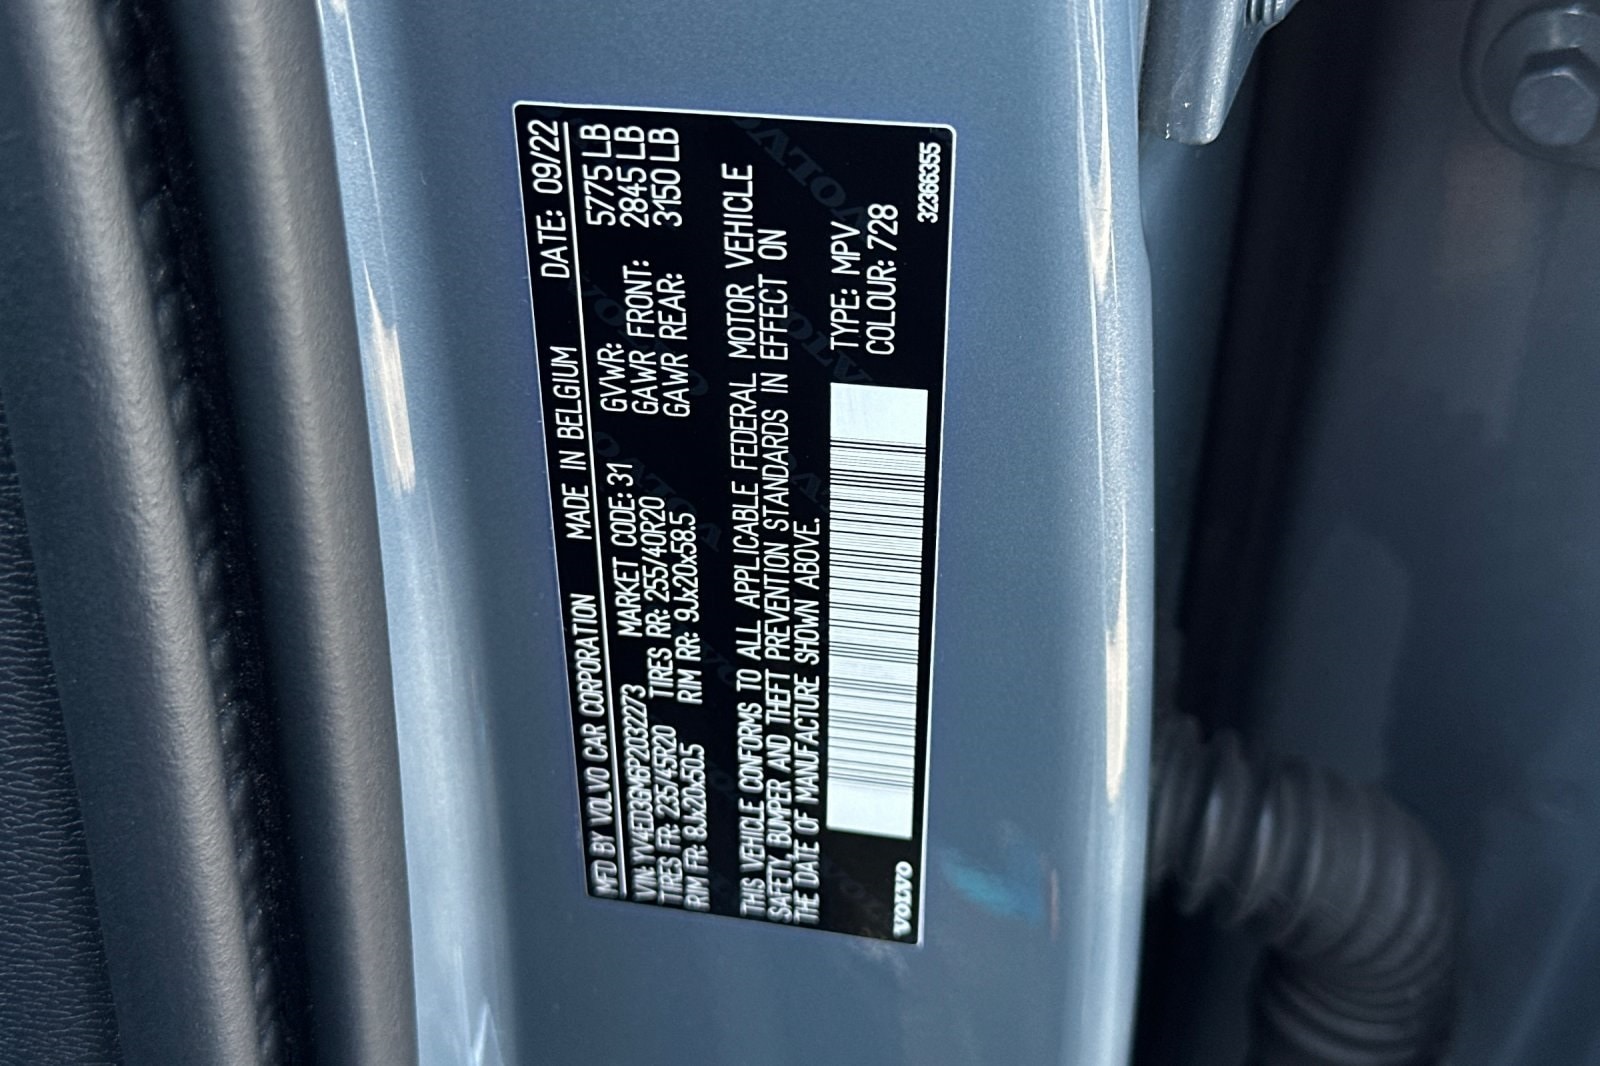 MFD BY VOLVO CAR CORPORATION MADE IN BELGIUM DATE: 09/22
VIN: YV4ED3GM6P2032273 MARKET CODE: 31 GVWR: 5775 LB
TIRES FR: 235/45R20 TIRES RR: 255/40R20 GAWR FRONT: 2845 LB
RIM FR: 8Jx20x50.5 RIM RR: 9Jx20x58.5 GAWR REAR: 3150 LB
THIS VEHICLE CONFORMS TO ALL APPLICABLE FEDERAL MOTOR VEHICLE
SAFETY, BUMPER AND THEFT PREVENTION STANDARDS IN EFFECT ON
THE DATE OF MANUFACTURE SHOWN ABOVE.
TYPE: MPV
COLOUR: 728
VOLVO 32366355